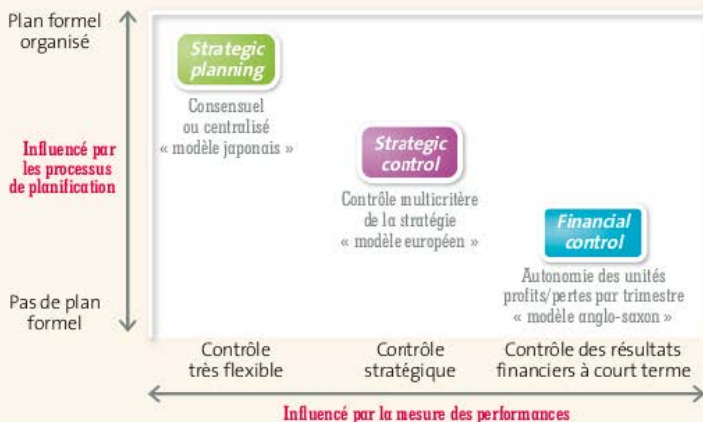 Plan formel
organisé
Strategic
planning
Consensuel
ou centralisé
« modèle japonais »
Influencé par
les processus
de planification
Strategic
control
Contrôle multicritère
de la stratégie
« modèle européen »
Financial
control
Autonomie des unités
profits/pertes par trimestre
« modèle anglo-saxon »
Pas de plan
formel
Contrôle
très flexible
Contrôle
stratégique
Contrôle des résultats
financiers à court terme
Influencé par la mesure des performances